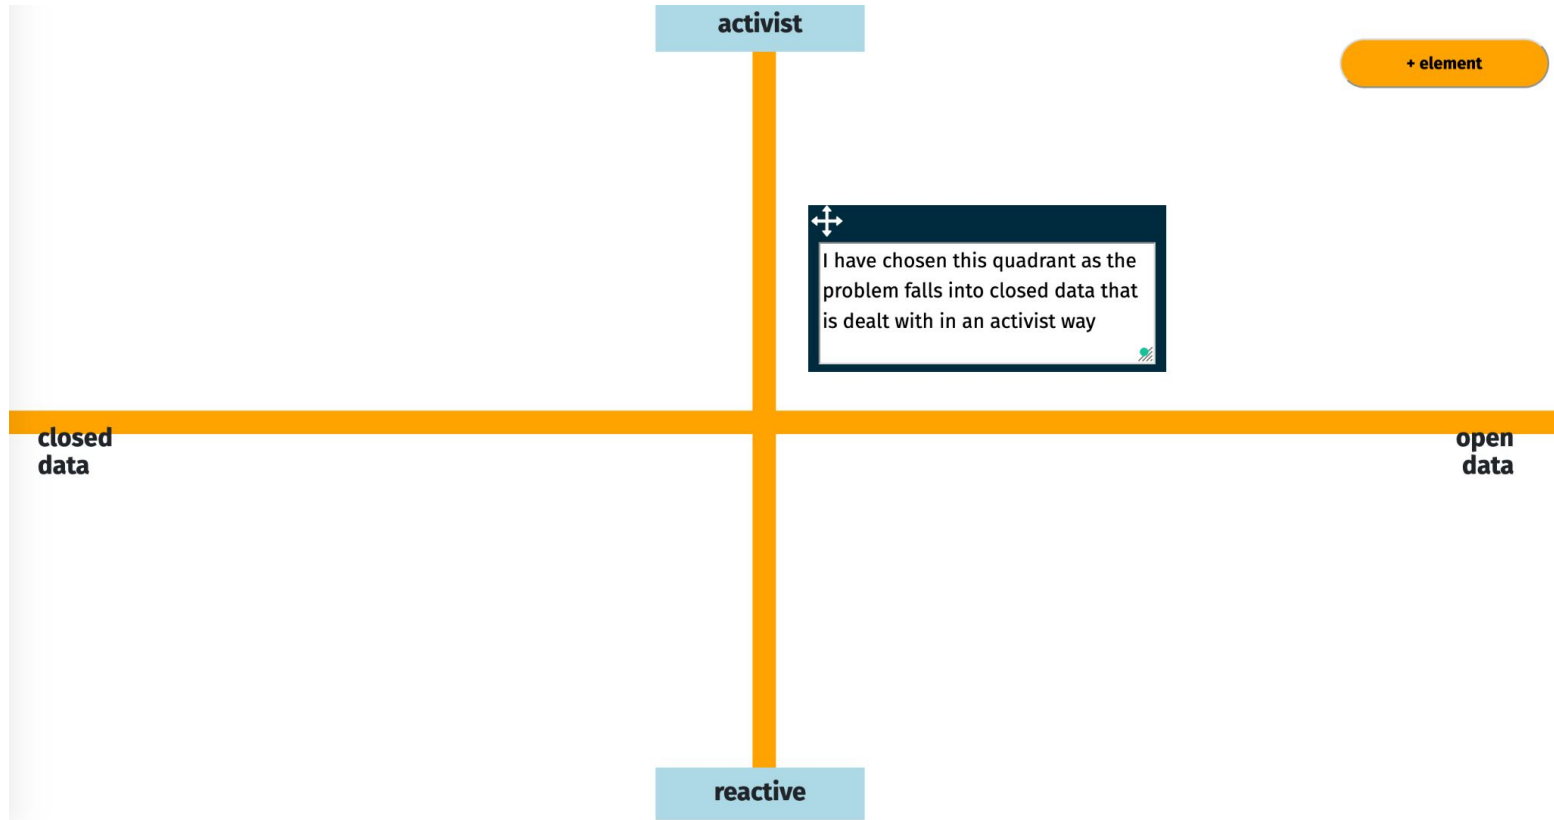 activist
+ element
I have chosen this quadrant as the
problem falls into closed data that
is dealt with in an activist way
closed
data
open
data
reactive